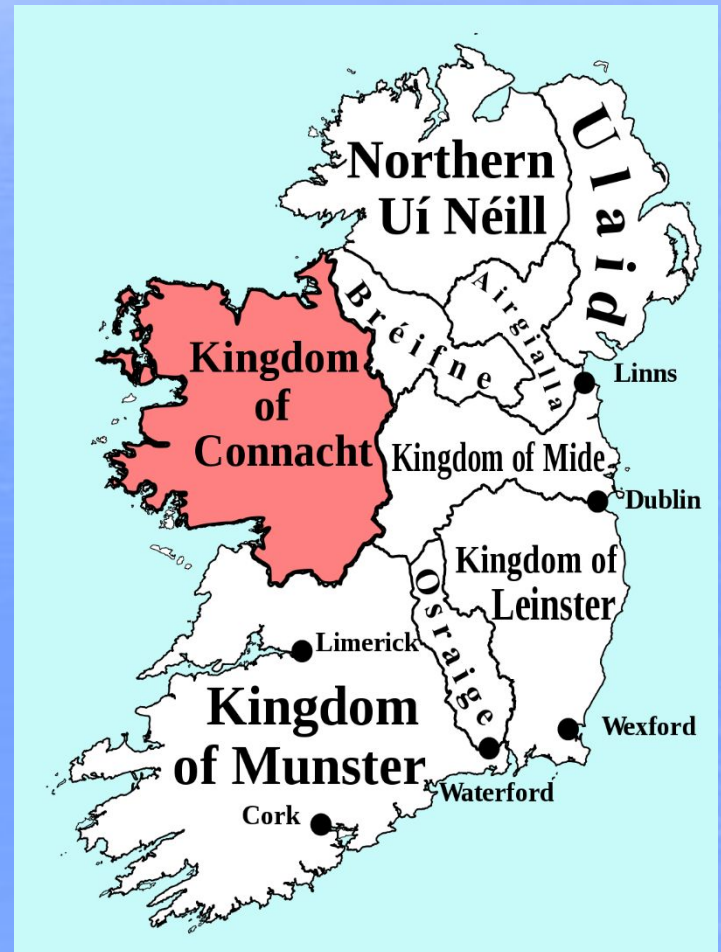 Northern
Uí Néill
Ulaid
Bréifne
Airgialla
Linns
Kingdom
of
Connacht
Kingdom of Mide
Dublin
Kingdom of
Leinster
Osraige
Limerick
Kingdom
of Munster
Wexford
Waterford
Cork